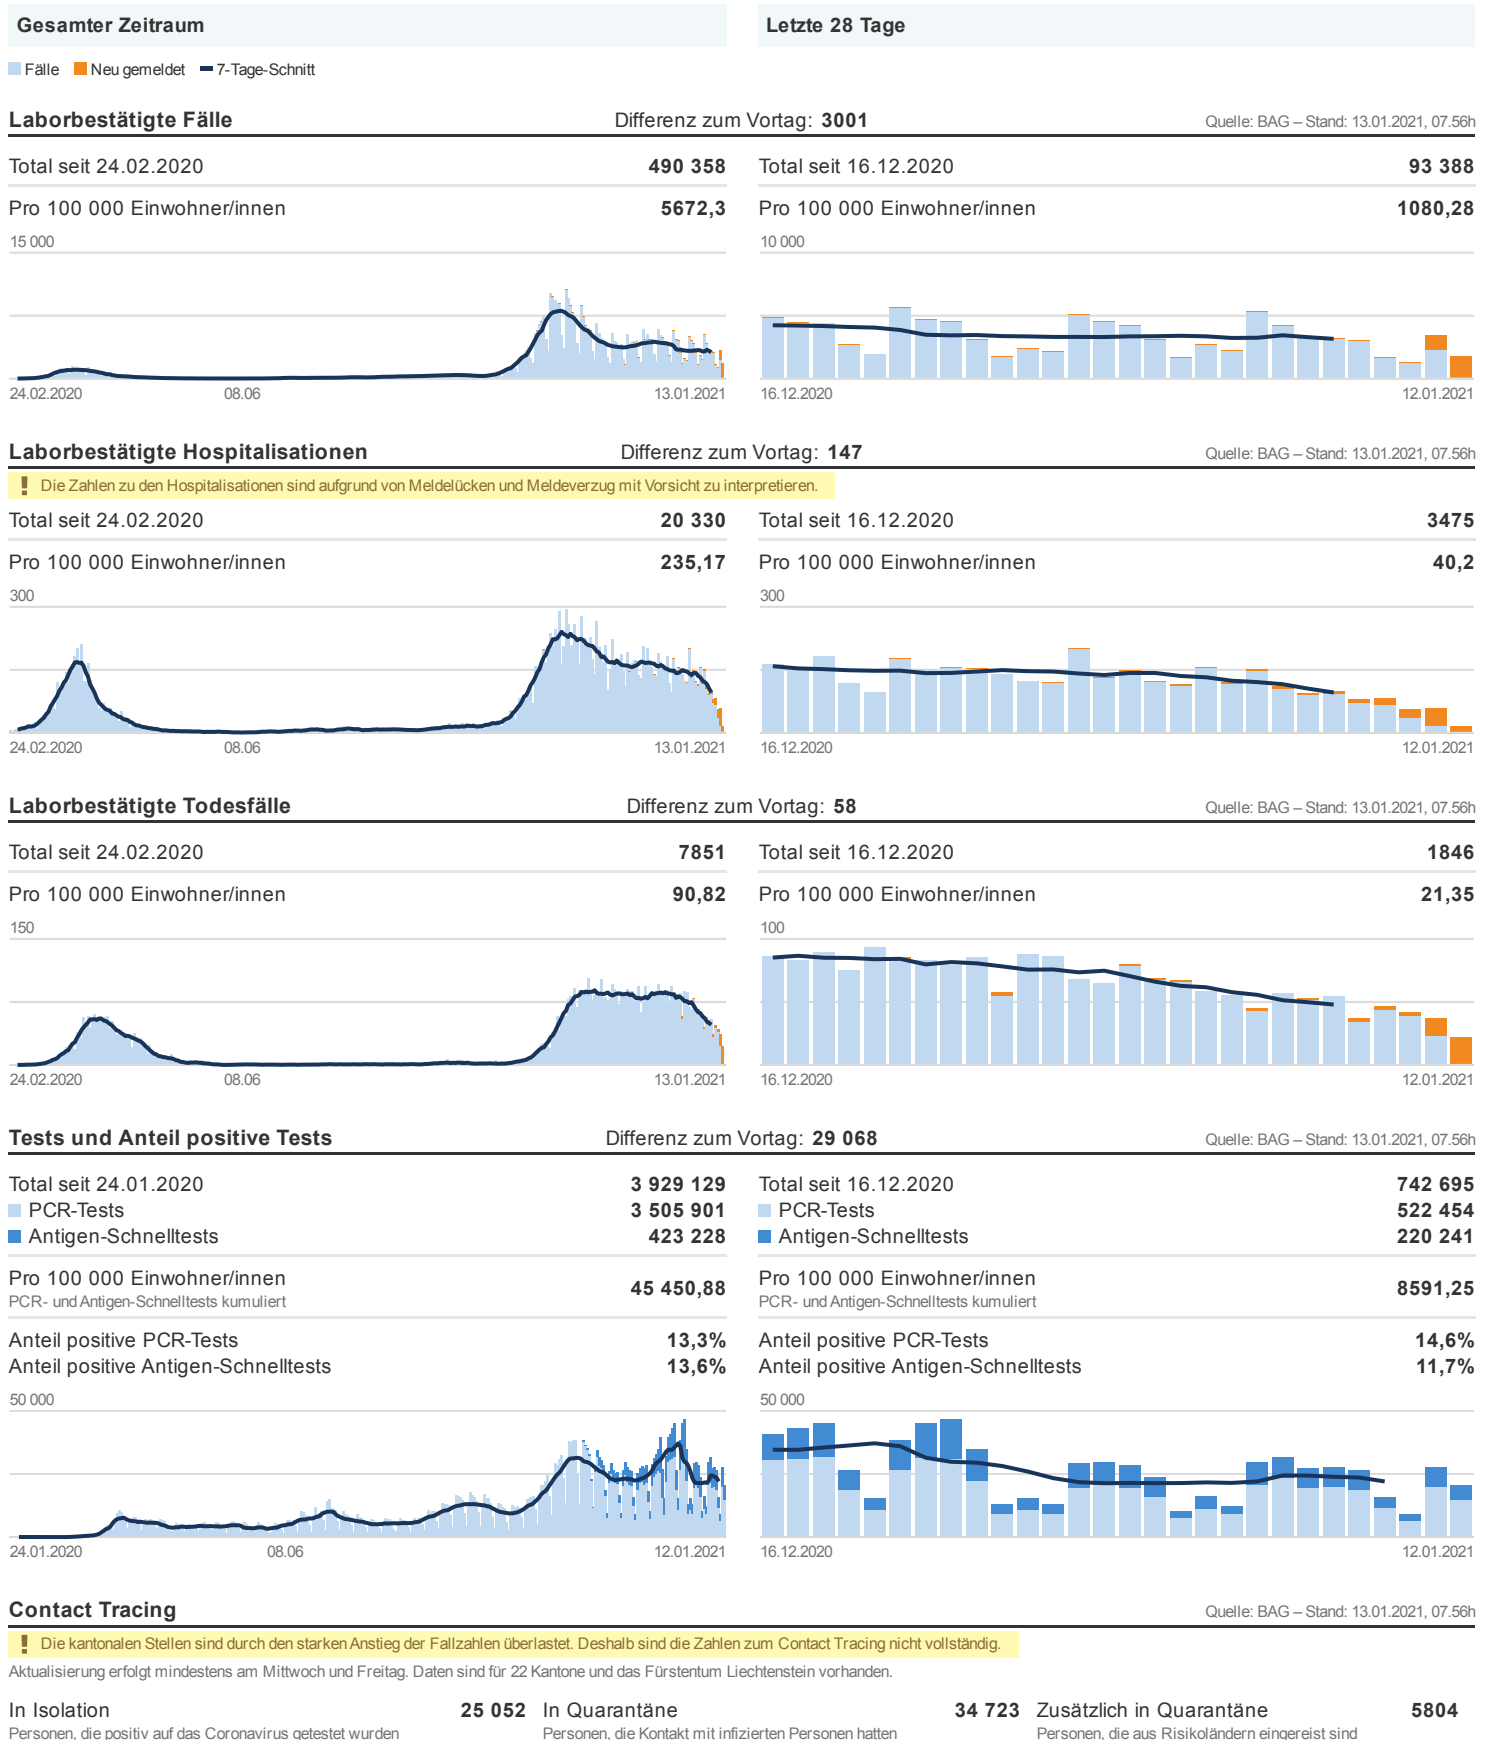 Gesamter Zeitraum
Letzte 28 Tage
Fälle Neu gemeldet 7-Tage-Schnitt
Laborbestätigte Fälle Differenz zum Vortag: 3001 Quelle: BAG – Stand: 13.01.2021, 07.56h
Total seit 24.02.2020 490 358 Total seit 16.12.2020 93 388
Pro 100 000 Einwohner/innen 5672,3 Pro 100 000 Einwohner/innen 1080,28
15 000 10 000
24.02.2020 08.06 13.01.2021 16.12.2020 12.01.2021
Laborbestätigte Hospitalisationen Differenz zum Vortag: 147 Quelle: BAG – Stand: 13.01.2021, 07.56h
Die Zahlen zu den Hospitalisationen sind aufgrund von Meldelücken und Meldeverzug mit Vorsicht zu interpretieren.
Total seit 24.02.2020 20 330 Total seit 16.12.2020 3475
Pro 100 000 Einwohner/innen 235,17 Pro 100 000 Einwohner/innen 40,2
300 300
24.02.2020 08.06 13.01.2021 16.12.2020 12.01.2021
Laborbestätigte Todesfälle Differenz zum Vortag: 58 Quelle: BAG – Stand: 13.01.2021, 07.56h
Total seit 24.02.2020 7851 Total seit 16.12.2020 1846
Pro 100 000 Einwohner/innen 90,82 Pro 100 000 Einwohner/innen 21,35
150 100
24.02.2020 08.06 13.01.2021 16.12.2020 12.01.2021
Tests und Anteil positive Tests Differenz zum Vortag: 29 068 Quelle: BAG – Stand: 13.01.2021, 07.56h
Total seit 24.01.2020 3 929 129 Total seit 16.12.2020 742 695
PCR-Tests 3 505 901 PCR-Tests 522 454
Antigen-Schnelltests 423 228 Antigen-Schnelltests 220 241
Pro 100 000 Einwohner/innen 45 450,88 Pro 100 000 Einwohner/innen 8591,25
PCR- und Antigen-Schnelltests kumuliert PCR- und Antigen-Schnelltests kumuliert
Anteil positive PCR-Tests 13,3% Anteil positive PCR-Tests 14,6%
Anteil positive Antigen-Schnelltests 13,6% Anteil positive Antigen-Schnelltests 11,7%
50 000 50 000
24.01.2020 08.06 12.01.2021 16.12.2020 12.01.2021
Contact Tracing Quelle: BAG – Stand: 13.01.2021, 07.56h
Die kantonalen Stellen sind durch den starken Anstieg der Fallzahlen überlastet. Deshalb sind die Zahlen zum Contact Tracing nicht vollständig.
Aktualisierung erfolgt mindestens am Mittwoch und Freitag. Daten sind für 22 Kantone und das Fürstentum Liechtenstein vorhanden.
In Isolation 25 052 In Quarantäne 34 723 Zusätzlich in Quarantäne 5804
Personen, die positiv auf das Coronavirus getestet wurden Personen, die Kontakt mit infizierten Personen hatten Personen, die aus Risikoländern eingereist sind